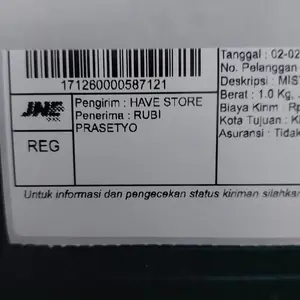 171260000587121
JNE
REG
Pengirim : HAVE STORE
Penerima : RUBI
PRASETYO
Tanggal : 02-02
No. Pelanggan
Deskripsi : MIS
Berat : 1.0 Kg,
Biaya Kirim Rp
Kota Tujuan : K
Asuransi : Tidak
Untuk informasi dan pengecekan status kiriman silahka